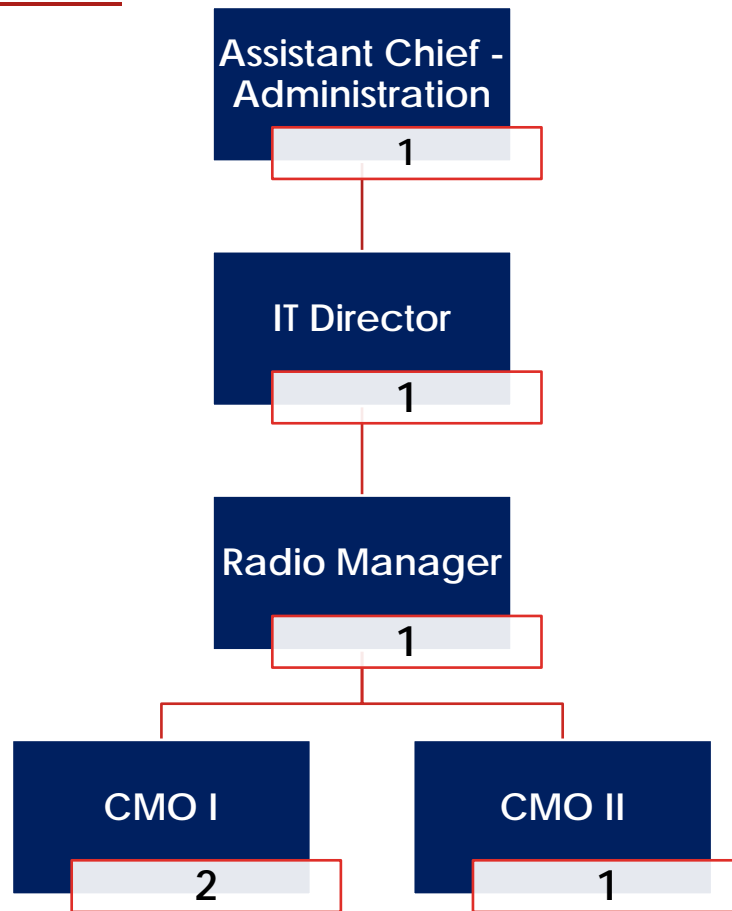 Assistant Chief -
Administration
1
IT Director
1
Radio Manager
1
CMO I
2
CMO II
1